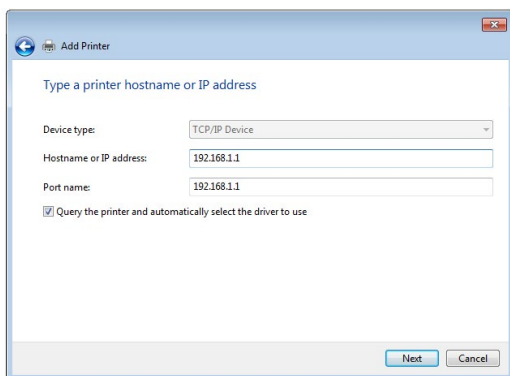 Add Printer
Type a printer hostname or IP address
Device type: TCP/IP Device
Hostname or IP address: 192.168.1.1
Port name: 192.168.1.1
Query the printer and automatically select the driver to use
Next Cancel